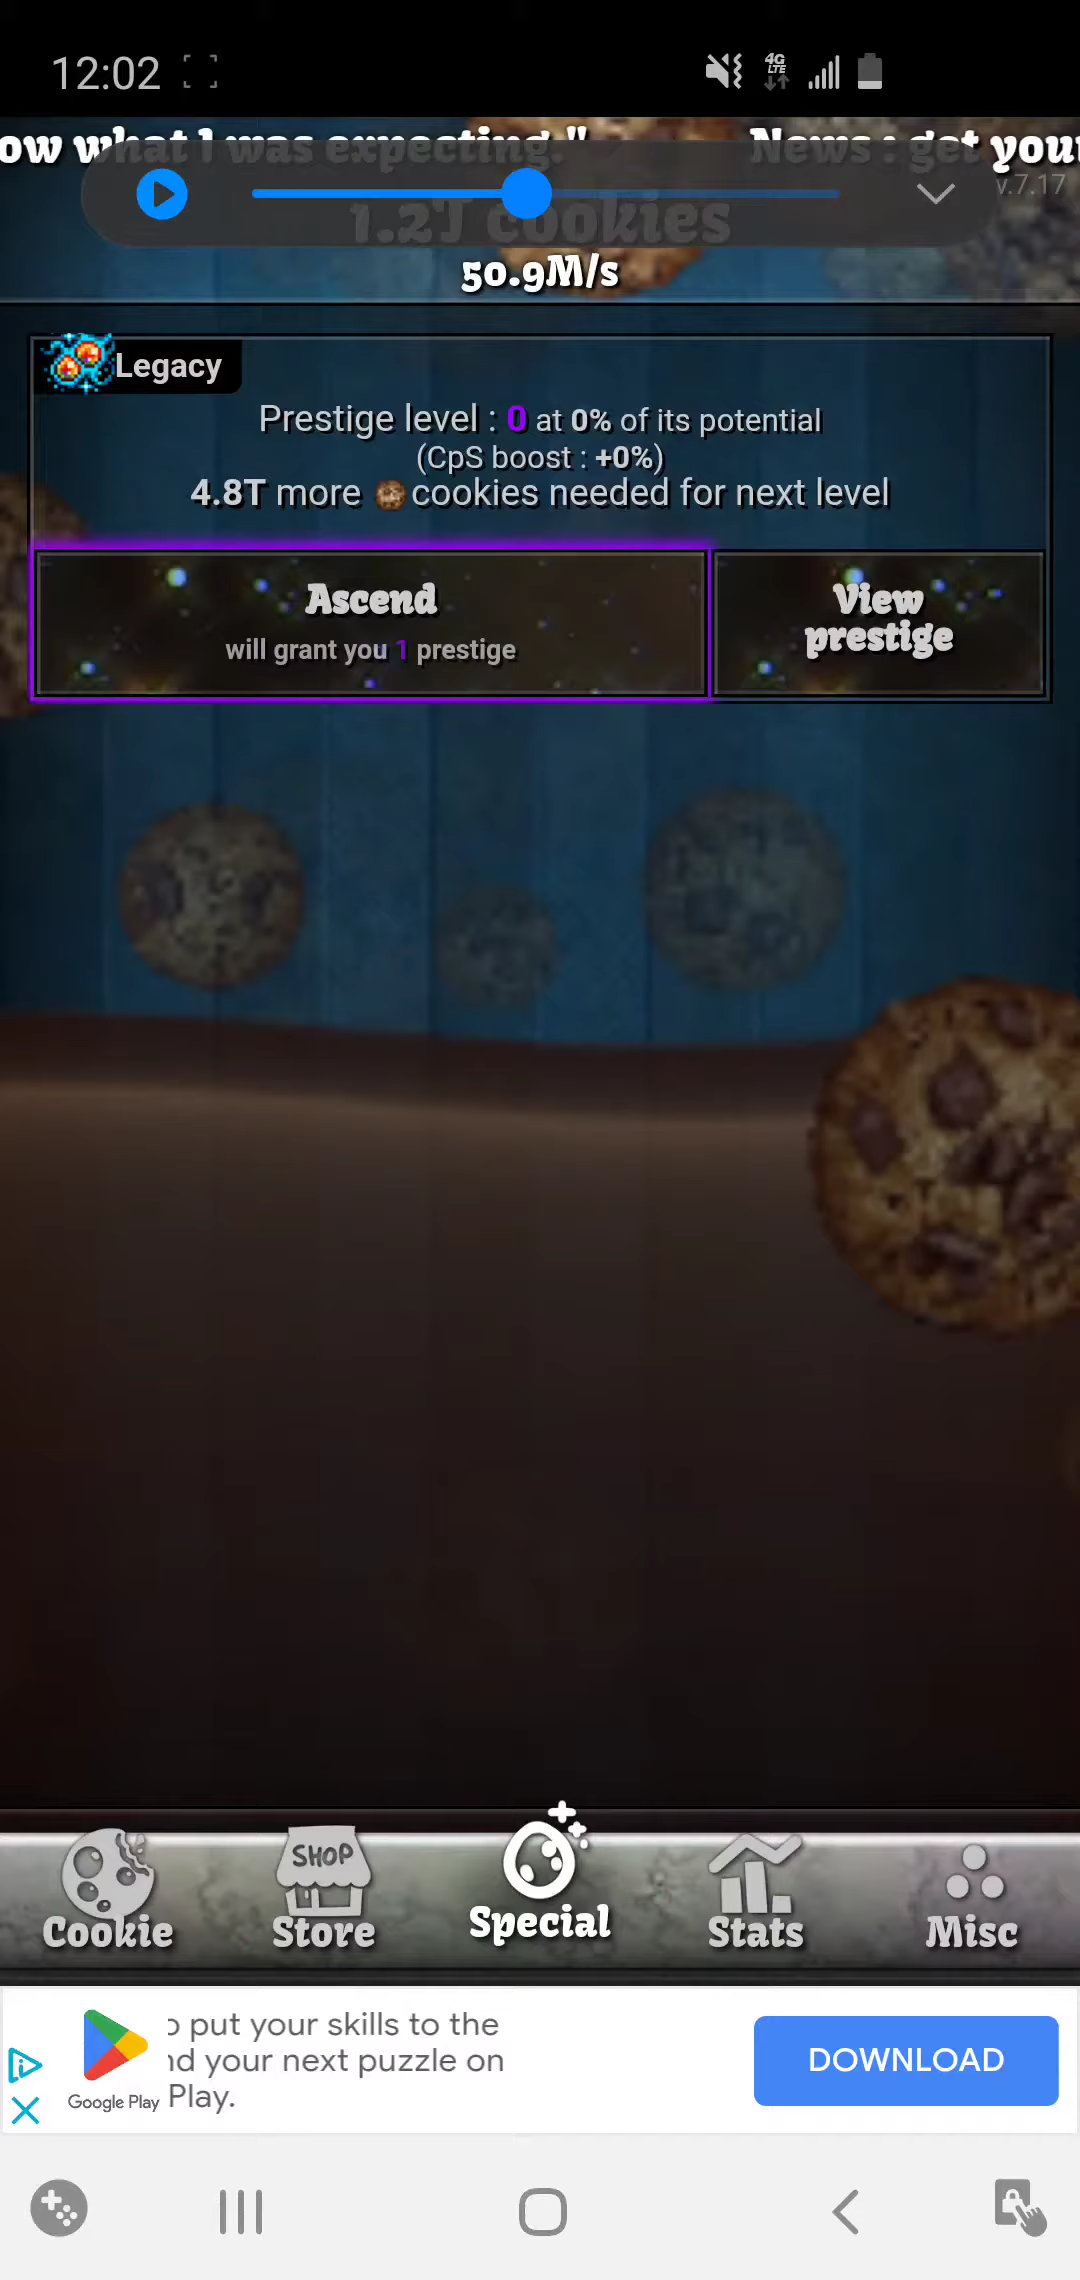 12:02
4G
LTE
ow what I was expecting." News : get your
v.7.17
1.2T cookies
50.9M/s
Legacy
Prestige level : 0 at 0% of its potential
(CpS boost : +0%)
4.8T more cookies needed for next level
Ascend
will grant you 1 prestige
View
prestige
SHOP
Cookie
Store
Special
Stats
Misc
o put your skills to the
nd your next puzzle on
Play.
Google Play
DOWNLOAD